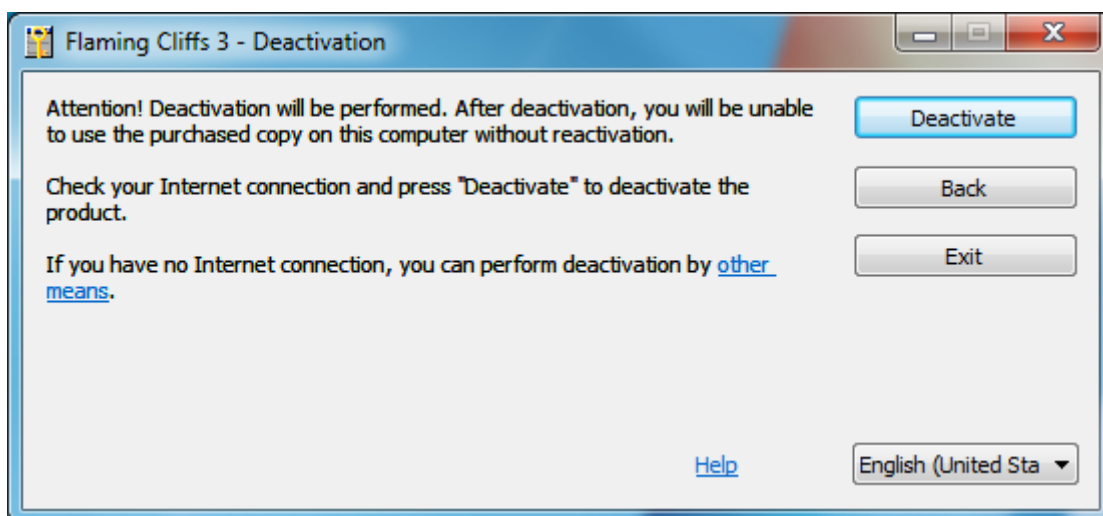 Flaming Cliffs 3 - Deactivation
Attention! Deactivation will be performed. After deactivation, you will be unable
to use the purchased copy on this computer without reactivation.
Deactivate
Check your Internet connection and press "Deactivate" to deactivate the
product.
Back
If you have no Internet connection, you can perform deactivation by other
means.
Exit
Help
English (United Sta